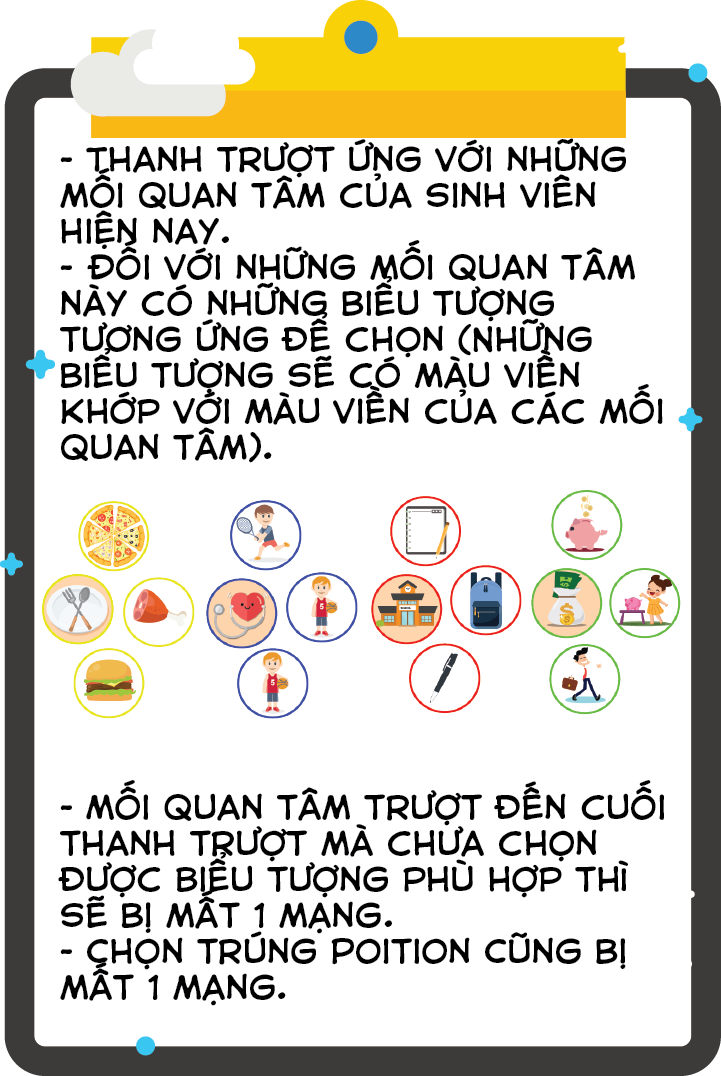 - THANH TRƯỢT ỨNG VỚI NHỮNG
MỐI QUAN TÂM CỦA SINH VIÊN
HIỆN NAY.
- ĐỐI VỚI NHỮNG MỐI QUAN TÂM
NÀY CÓ NHỮNG BIỂU TƯỢNG
TƯƠNG ỨNG ĐỂ CHỌN (NHỮNG
BIỂU TƯỢNG SẼ CÓ MÀU VIỀN
KHỚP VỚI MÀU VIỀN CỦA CÁC MỐI
QUAN TÂM).
- MỐI QUAN TÂM TRƯỢT ĐẾN CUỐI
THANH TRƯỢT MÀ CHƯA CHỌN
ĐƯỢC BIỂU TƯỢNG PHÙ HỢP THÌ
SẼ BỊ MẤT 1 MẠNG.
- CHỌN TRÚNG POITION CŨNG BỊ
MẤT 1 MẠNG.